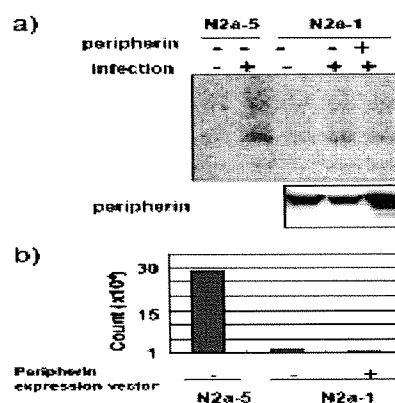 a)
N2a-5 N2a-1
peripherin - - - - +
infection - + - + +
peripherin
b)
Count (x10⁴)
30
15
1
Peripherin
expression vector - - +
N2a-5 N2a-1